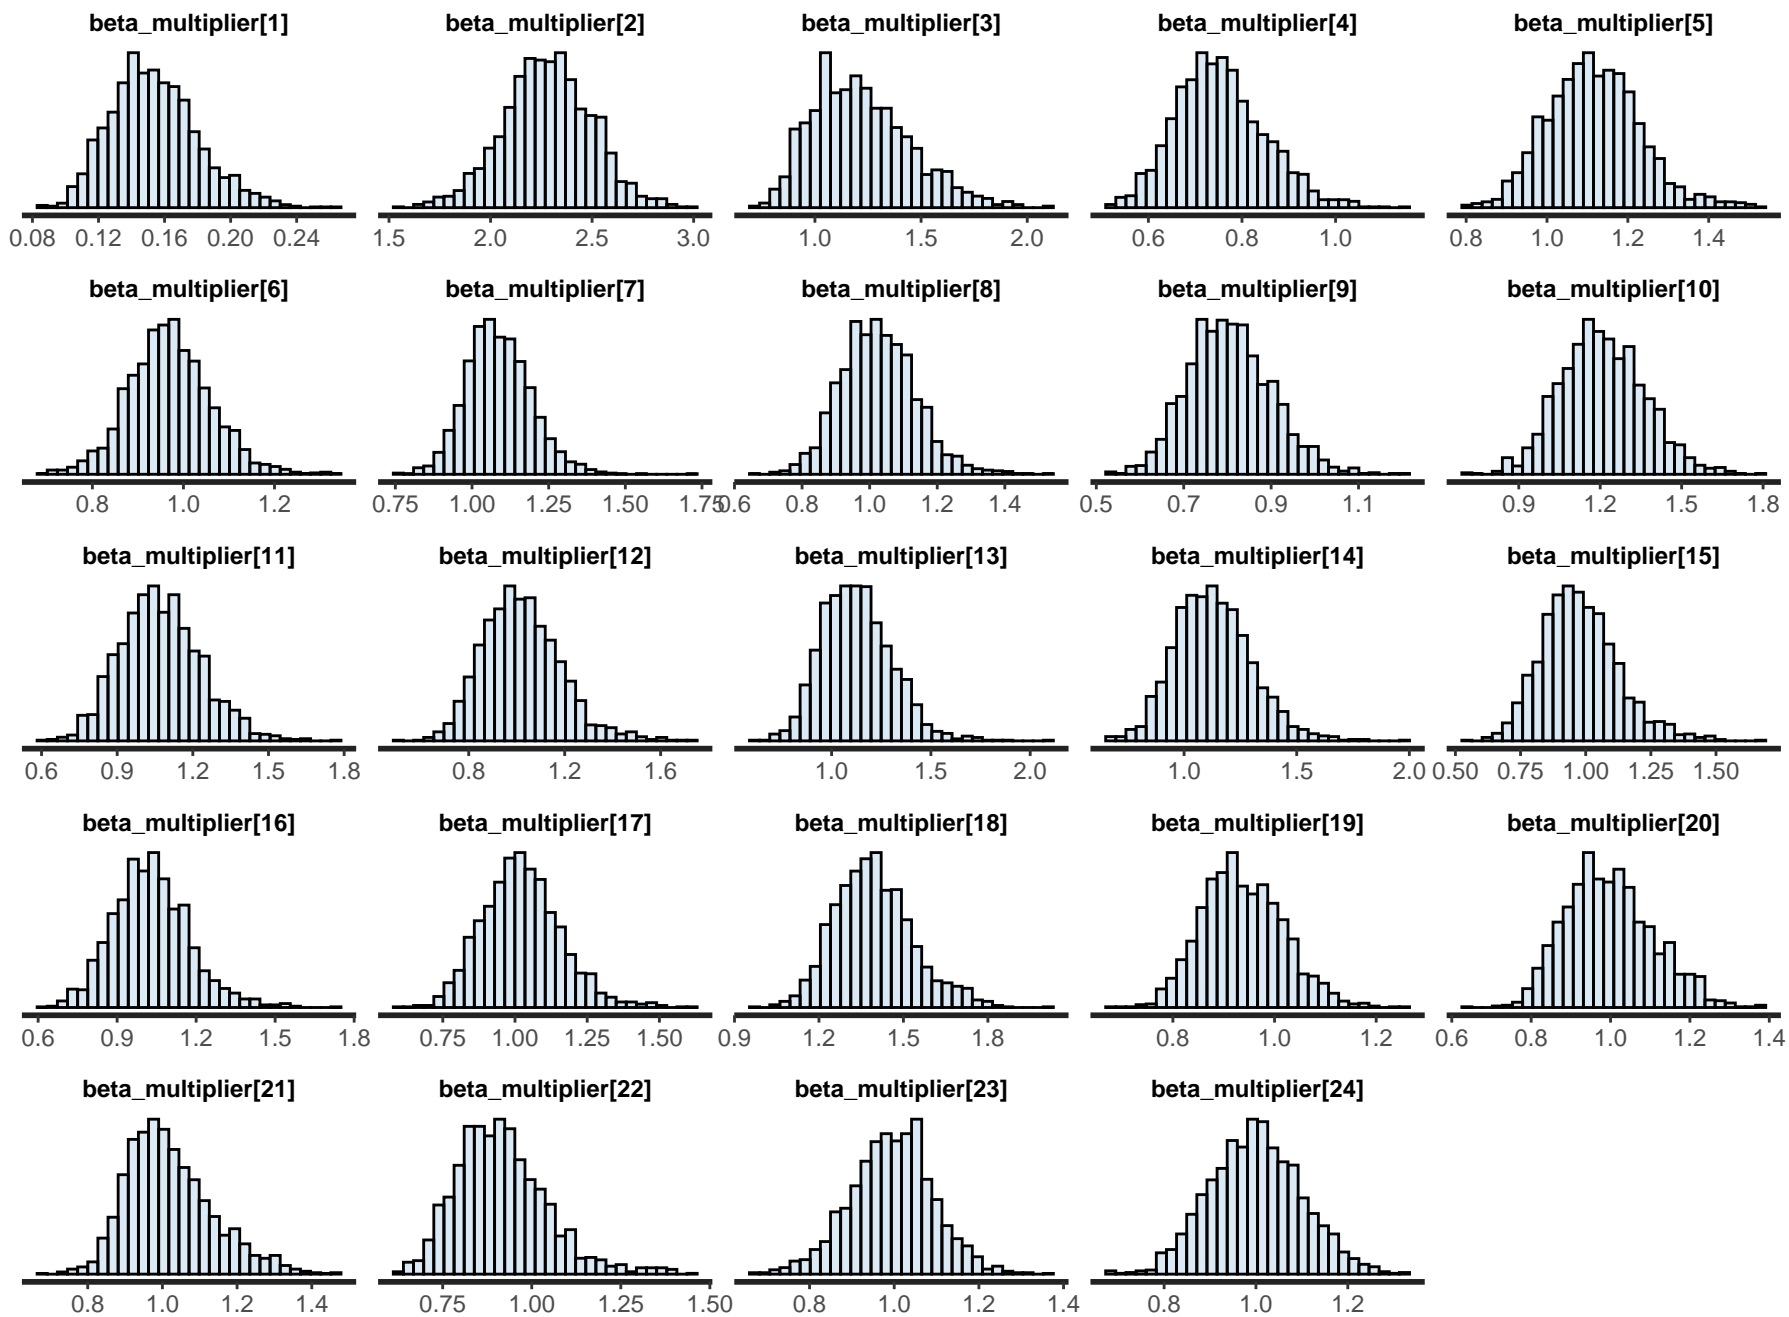 beta_multiplier[1] beta_multiplier[2] beta_multiplier[3] beta_multiplier[4] beta_multiplier[5]
0.08 0.12 0.16 0.20 0.24 1.5 2.0 2.5 3.0 1.0 1.5 2.0 0.6 0.8 1.0 0.8 1.0 1.2 1.4
beta_multiplier[6] beta_multiplier[7] beta_multiplier[8] beta_multiplier[9] beta_multiplier[10]
0.8 1.0 1.2 0.75 1.00 1.25 1.50 1.75 0.6 0.8 1.0 1.2 1.4 0.5 0.7 0.9 1.1 0.9 1.2 1.5 1.8
beta_multiplier[11] beta_multiplier[12] beta_multiplier[13] beta_multiplier[14] beta_multiplier[15]
0.6 0.9 1.2 1.5 1.8 0.8 1.2 1.6 1.0 1.5 2.0 1.0 1.5 2.0 0.50 0.75 1.00 1.25 1.50
beta_multiplier[16] beta_multiplier[17] beta_multiplier[18] beta_multiplier[19] beta_multiplier[20]
0.6 0.9 1.2 1.5 1.8 0.75 1.00 1.25 1.50 0.9 1.2 1.5 1.8 0.8 1.0 1.2 0.6 0.8 1.0 1.2 1.4
beta_multiplier[21] beta_multiplier[22] beta_multiplier[23] beta_multiplier[24]
0.8 1.0 1.2 1.4 0.75 1.00 1.25 1.50 0.8 1.0 1.2 1.4 0.8 1.0 1.2